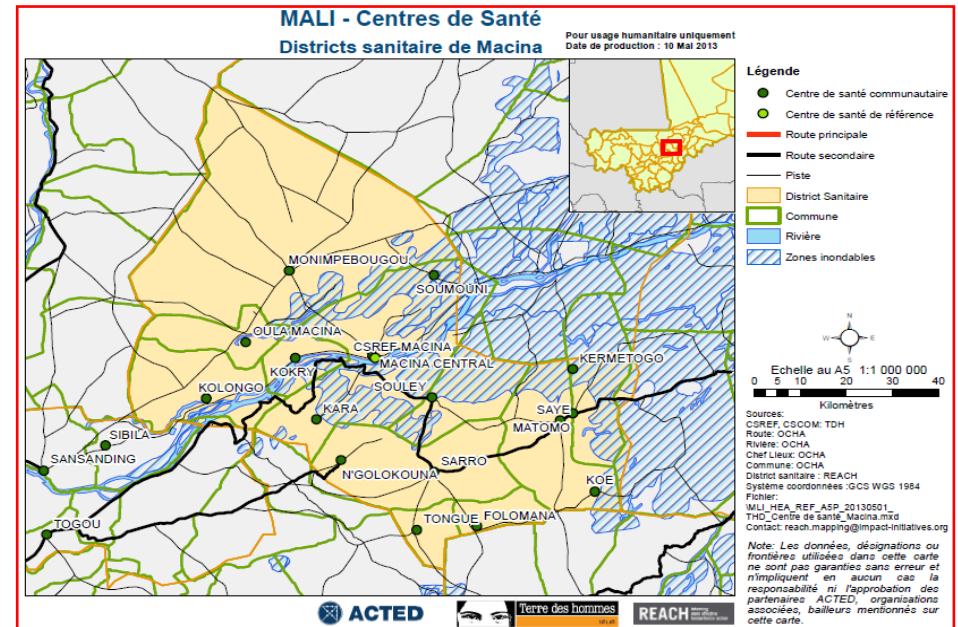 MALI - Centres de Santé
Districts sanitaire de Macina
Pour usage humanitaire uniquement
Date de production : 10 Mai 2013
Légende
Centre de santé communautaire
Centre de santé de référence
Route principale
Route secondaire
Piste
District Sanitaire
Commune
Rivière
Zones inondables
MONIMPEBOUGOU
SOUMOUNI
OULA MACINA
CSREF MACINA
MACINA CENTRAL
KERMETOGO
KOKRY
KOLONGO
SOULEY
KARA
SAYE
MATOMO
SIBILA
SANSANDING
SARRO
N'GOLOKOUNA
KOE
TOGOU
TONGUE
FOLOMANA
N
W
E
S
Echelle au A5 1:1 000 000
0 5 10 20 30 40
Kilomètres
Sources:
CSREF, CSCOM: TDH
Route: OCHA
Rivière: OCHA
Chef Lieux: OCHA
Commune: OCHA
District sanitaire : REACH
Système coordonnées :GCS WGS 1984
Fichier:
\MLI_HEA_REF_A5P_20130501_
THD_Centre de santé_Macina.mxd
Contact: reach.mapping@impact-initiatives.org
Note: Les données, désignations ou
frontières utilisées dans cette carte
ne sont pas garanties sans erreur et
n'impliquent en aucun cas la
responsabilité ni l'approbation des
partenaires ACTED, organisations
associées, bailleurs mentionnés sur
cette carte.
ACTED
Terre des hommes
REACH